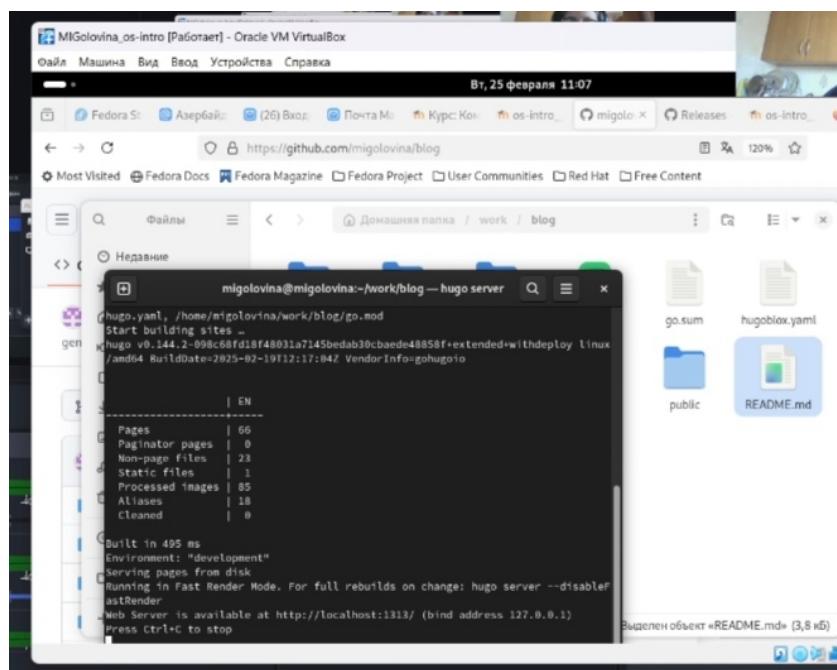 MIGolovina_os-intro [Работает] - Oracle VM VirtualBox
Файл Машина Вид Ввод Устройства Справка
Вт, 25 февраля 11:07
Fedora St Азербайд (26) Вход Почта Ma Курс: Кон os-intro_ migolo × Releases os-intro_
https://github.com/migolovina/blog 120%
Most Visited Fedora Docs Fedora Magazine Fedora Project User Communities Red Hat Free Content
Файлы Домашняя папка / work / blog
Недавние
go.sum hugoblox.yaml
public README.md
gen
migolovina@migolovina:~/work/blog — hugo server
hugo.yaml, /home/migolovina/work/blog/go.mod
Start building sites …
hugo v0.144.2-098c68fd18f48031a7145bedab30cbaede48858f+extended+withdeploy linux
/amd64 BuildDate=2025-02-19T12:17:04Z VendorInfo=gohugoio
| EN
-------------------+-----
Pages | 66
Paginator pages | 0
Non-page files | 23
Static files | 1
Processed images | 85
Aliases | 18
Cleaned | 0
Built in 495 ms
Environment: "development"
Serving pages from disk
Running in Fast Render Mode. For full rebuilds on change: hugo server --disableF
astRender
Web Server is available at http://localhost:1313/ (bind address 127.0.0.1)
Press Ctrl+C to stop
Выделен объект «README.md» (3,8 кБ)